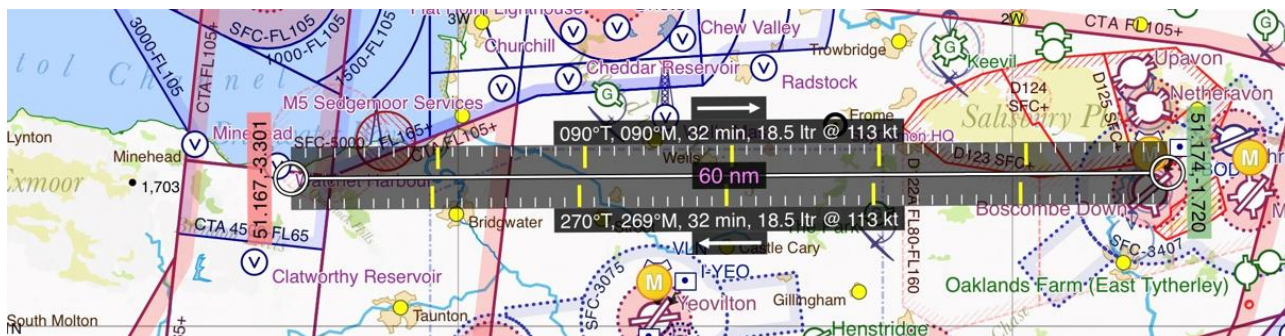 Flat Holm Lighthouse
3W
Chew Valley
2W
CTA FL105+
SFC-FL105
1000-FL105
1500-FL105
3000-FL105
CTA FL105+
Churchill
Trowbridge
Keevil
Upavon
Cheddar Reservoir
Radstock
D124
SFC+
D125 SFC+
Netheravon
M5 Sedgemoor Services
Salisbury
Lynton
Minehead
Minehead
SFC-5000
FL165+
FL105+
Frome
090°T, 090°M, 32 min. 18.5 ltr @ 113 kt
Wells
D123 SFC+
51.167, -3.301
51.174, -1.720
Exmoor
1,703
Watchet Harbour
60 nm
Bridgwater
270°T, 269°M, 32 min. 18.5 ltr @ 113 kt
Boscombe Down
D122A FL80-FL160
SFC-3407
Castle Cary
VLN
Clatworthy Reservoir
SFC-3075
I-YEO
Yeovilton
Gillingham
Oaklands Farm (East Tytherley)
South Molton
Taunton
Henstridge